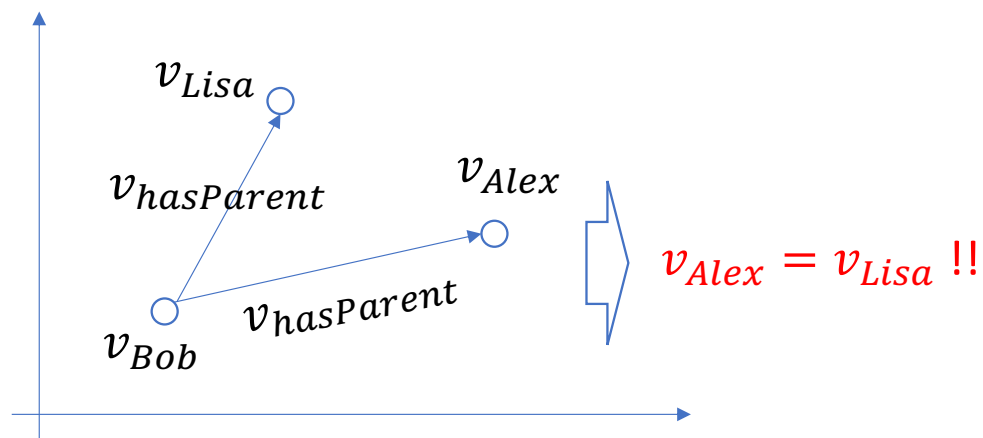 v_Lisa
v_hasParent
v_Alex
v_Alex = v_Lisa !!
v_hasParent
v_Bob